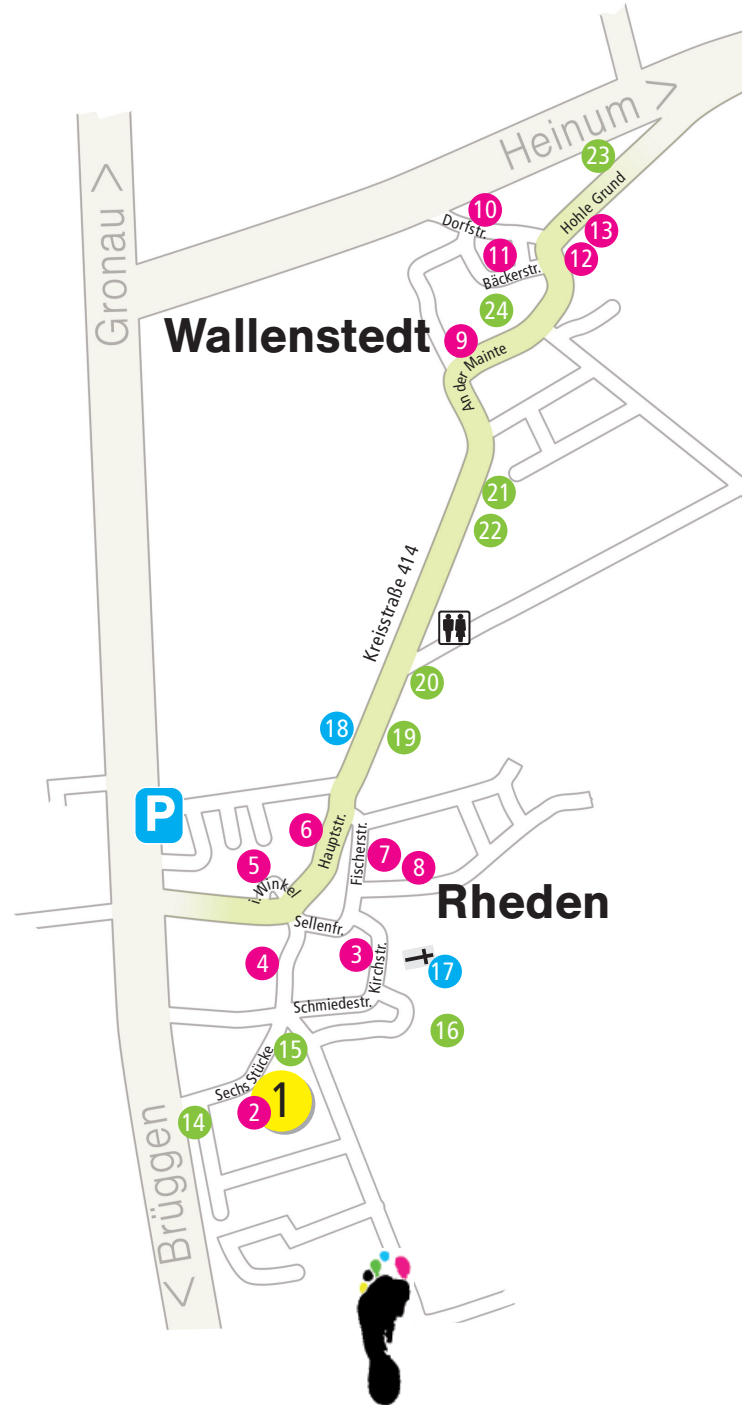 Heinum >
23
Gronau >
10
Dorfstr.
Hohle Grund
13
11
12
Bäckerstr.
24
Wallenstedt
9
An der Mainte
21
22
Kreisstraße 414
20
18
19
P
6
Hauptstr.
Fischerstr.
7
5
8
i. Winkel
Rheden
Sellenfr.
4
3
Kirchstr.
17
Schmiedestr.
16
15
Sechs Stücke
1
2
14
< Brüggen